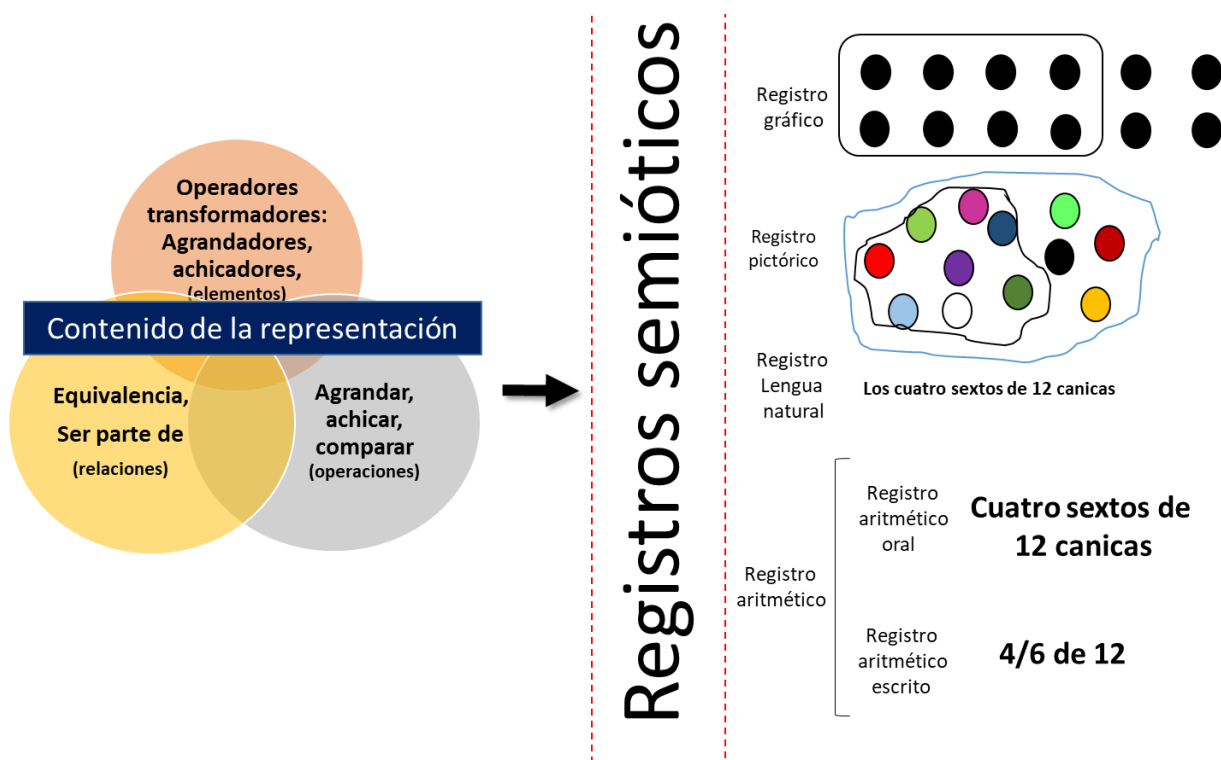 Operadores
transformadores:
Agrandadores,
achicadores,
(elementos)
Contenido de la representación
Equivalencia,
Ser parte de
(relaciones)
Agrandar,
achicar,
comparar
(operaciones)
Registros semióticos
Registro
gráfico
Registro
pictórico
Registro
Lengua
natural
Los cuatro sextos de 12 canicas
Registro
aritmético
Registro
aritmético
oral
Cuatro sextos de
12 canicas
Registro
aritmético
escrito
4/6 de 12